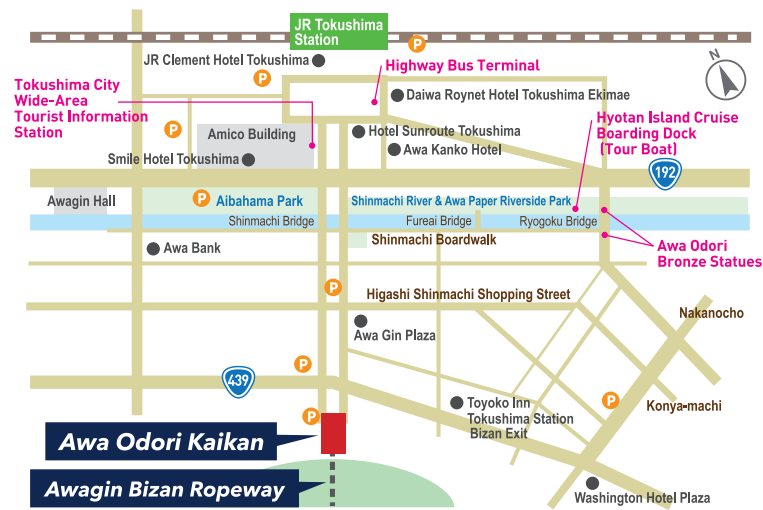 JR Tokushima
Station
P
JR Clement Hotel Tokushima
N
Highway Bus Terminal
P
Tokushima City
Wide-Area
Tourist Information
Station
Daiwa Roynet Hotel Tokushima Ekimae
Hyotan Island Cruise
Boarding Dock
(Tour Boat)
P
Amico Building
Hotel Sunroute Tokushima
Awa Kanko Hotel
Smile Hotel Tokushima
192
Awagin Hall
P
Aibahama Park
Shinmachi River & Awa Paper Riverside Park
Shinmachi Bridge
Fureai Bridge
Ryogoku Bridge
Shinmachi Boardwalk
Awa Bank
Awa Odori
Bronze Statues
P
Higashi Shinmachi Shopping Street
Nakanocho
Awa Gin Plaza
P
439
Toyoko Inn
Tokushima Station
Bizan Exit
P
Konya-machi
P
Awa Odori Kaikan
Awagin Bizan Ropeway
Washington Hotel Plaza